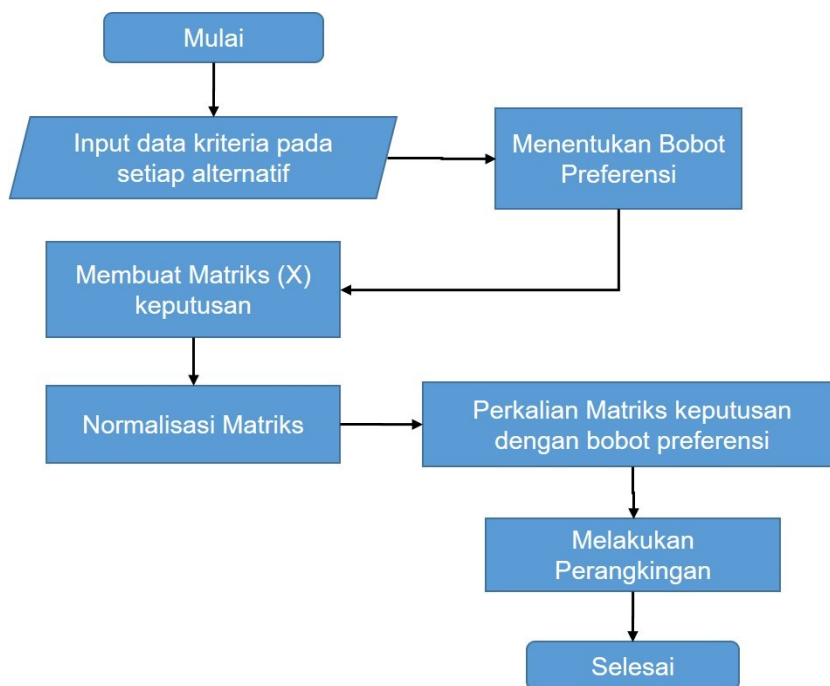 Mulai
Input data kriteria pada
setiap alternatif
Menentukan Bobot
Preferensi
Membuat Matriks (X)
keputusan
Normalisasi Matriks
Perkalian Matriks keputusan
dengan bobot preferensi
Melakukan
Perangkingan
Selesai